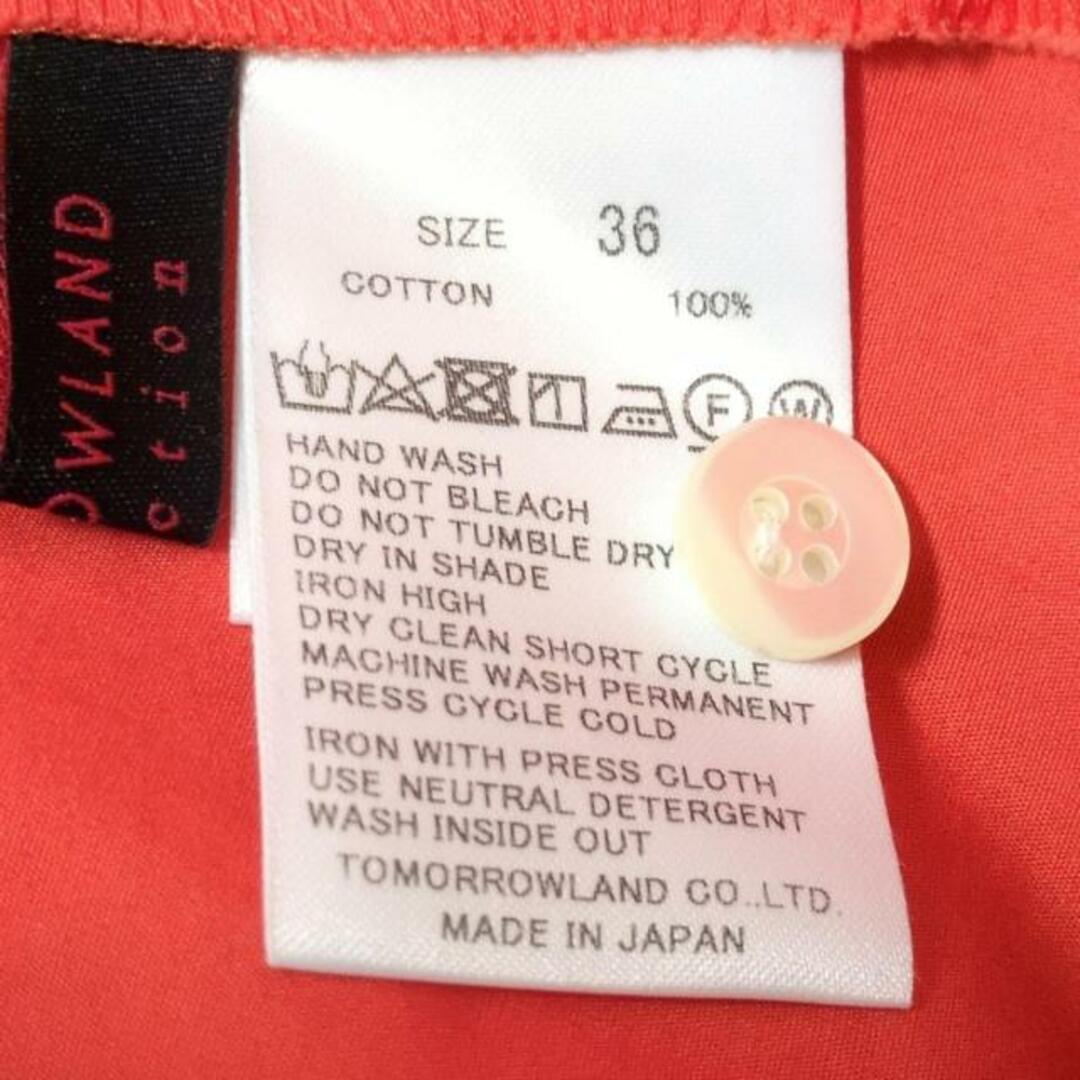 OWLAND
otion
SIZE 36
COTTON 100%
F W
HAND WASH
DO NOT BLEACH
DO NOT TUMBLE DRY
DRY IN SHADE
IRON HIGH
DRY CLEAN SHORT CYCLE
MACHINE WASH PERMANENT
PRESS CYCLE COLD
IRON WITH PRESS CLOTH
USE NEUTRAL DETERGENT
WASH INSIDE OUT
TOMORROWLAND CO.,LTD.
MADE IN JAPAN